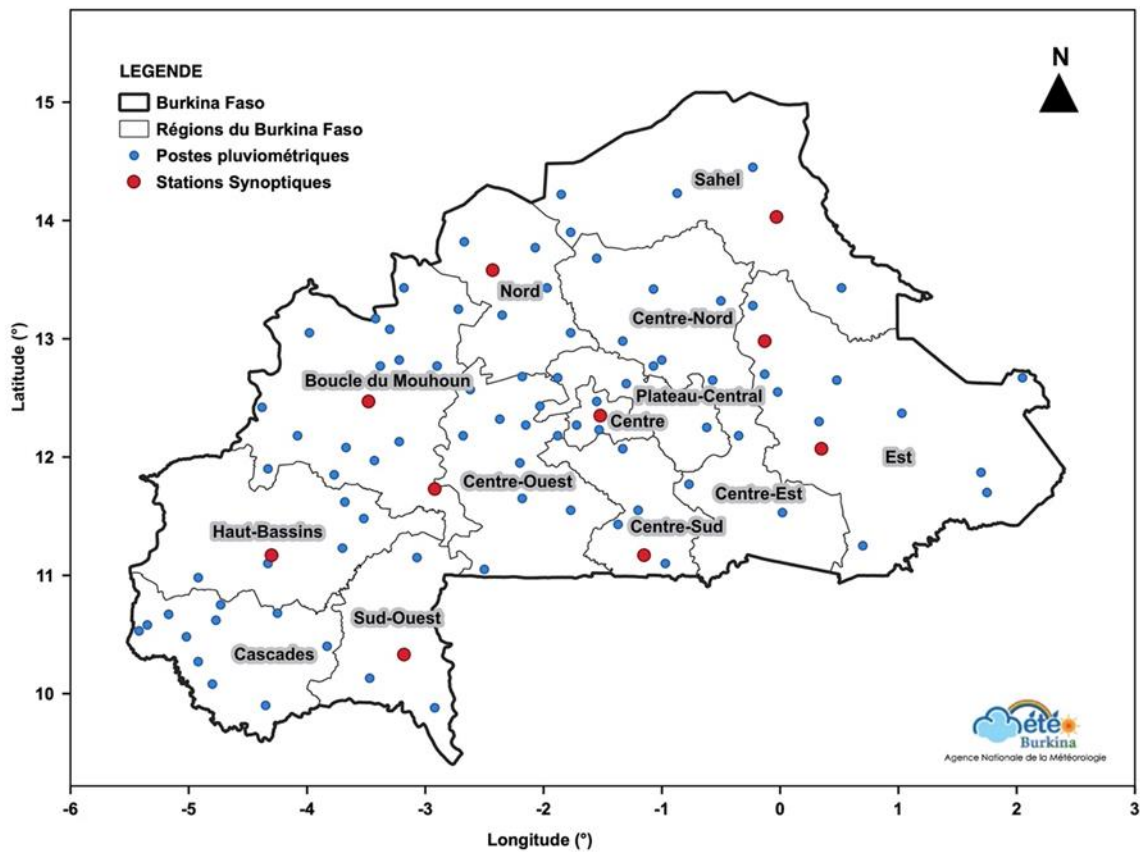 N
LEGENDE
Burkina Faso
Régions du Burkina Faso
Postes pluviométriques
Stations Synoptiques
15
14
13
12
11
10
Latitude (°)
Sahel
Nord
Centre-Nord
Boucle du Mouhoun
Plateau-Central
Centre
Est
Centre-Ouest
Centre-Est
Haut-Bassins
Centre-Sud
Sud-Ouest
Cascades
été
Burkina
Agence Nationale de la Météorologie
-6 -5 -4 -3 -2 -1 0 1 2 3
Longitude (°)